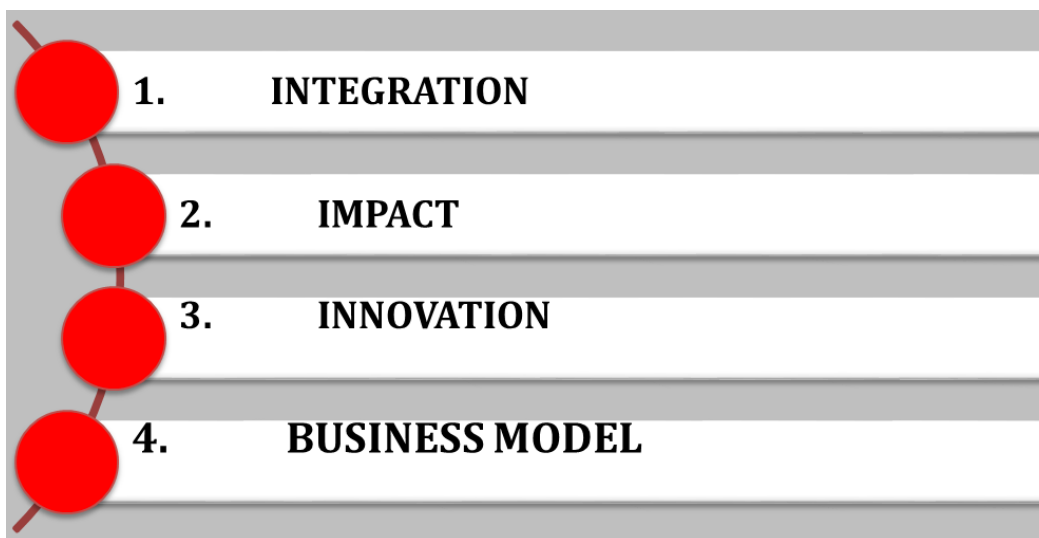 1. INTEGRATION
2. IMPACT
3. INNOVATION
4. BUSINESS MODEL